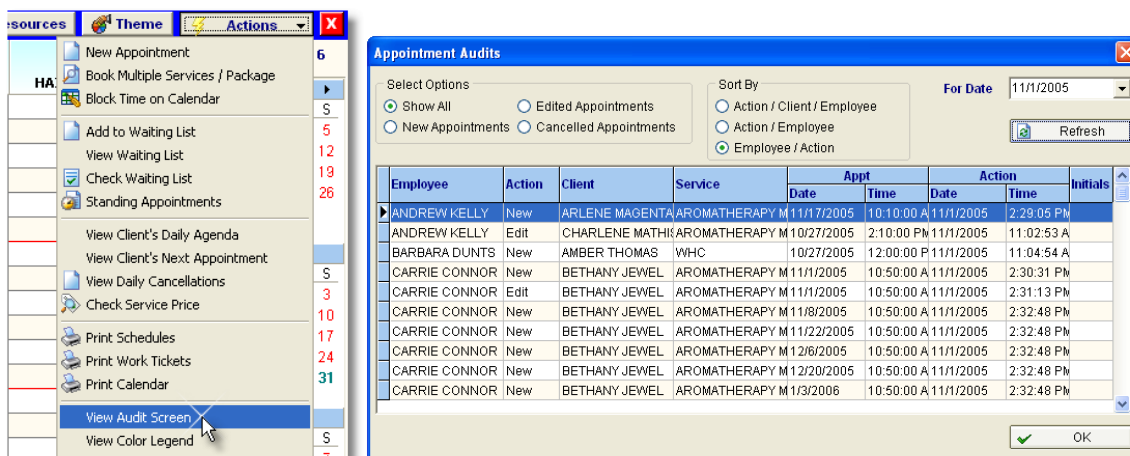 esources Theme Actions X
New Appointment
Book Multiple Services / Package
Block Time on Calendar
Add to Waiting List
View Waiting List
Check Waiting List
Standing Appointments
View Client's Daily Agenda
View Client's Next Appointment
View Daily Cancellations
Check Service Price
Print Schedules
Print Work Tickets
Print Calendar
View Audit Screen
View Color Legend
HA
6
S
5
12
19
26
S
3
10
17
24
31
S
Appointment Audits
Select Options
Show All Edited Appointments
New Appointments Cancelled Appointments
Sort By
Action / Client / Employee
Action / Employee
Employee / Action
For Date 11/1/2005
Refresh
Employee Action Client Service Appt Action Initials
Date Time Date Time
ANDREW KELLY New ARLENE MAGENTA AROMATHERAPY M 11/17/2005 10:10:00 A 11/1/2005 2:29:05 PM
ANDREW KELLY Edit CHARLENE MATHIS AROMATHERAPY M 10/27/2005 2:10:00 PM 11/1/2005 11:02:53 A
BARBARA DUNTS New AMBER THOMAS WHC 10/27/2005 12:00:00 P 11/1/2005 11:04:54 A
CARRIE CONNOR New BETHANY JEWEL AROMATHERAPY M 11/1/2005 10:50:00 A 11/1/2005 2:30:31 PM
CARRIE CONNOR Edit BETHANY JEWEL AROMATHERAPY M 11/1/2005 10:50:00 A 11/1/2005 2:31:13 PM
CARRIE CONNOR New BETHANY JEWEL AROMATHERAPY M 11/8/2005 10:50:00 A 11/1/2005 2:32:48 PM
CARRIE CONNOR New BETHANY JEWEL AROMATHERAPY M 11/22/2005 10:50:00 A 11/1/2005 2:32:48 PM
CARRIE CONNOR New BETHANY JEWEL AROMATHERAPY M 12/6/2005 10:50:00 A 11/1/2005 2:32:48 PM
CARRIE CONNOR New BETHANY JEWEL AROMATHERAPY M 12/20/2005 10:50:00 A 11/1/2005 2:32:48 PM
CARRIE CONNOR New BETHANY JEWEL AROMATHERAPY M 1/3/2006 10:50:00 A 11/1/2005 2:32:48 PM
OK